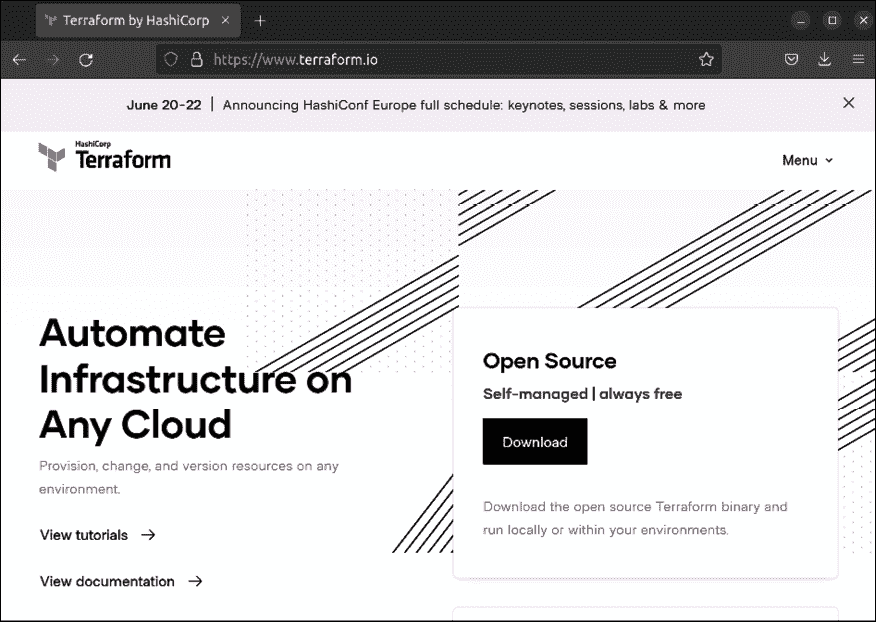 Terraform by HashiCorp
https://www.terraform.io
June 20-22 | Announcing HashiConf Europe full schedule: keynotes, sessions, labs & more
HashiCorp
Terraform
Menu
Automate
Infrastructure on
Any Cloud
Provision, change, and version resources on any
environment.
View tutorials →
View documentation →
Open Source
Self-managed | always free
Download
Download the open source Terraform binary and
run locally or within your environments.